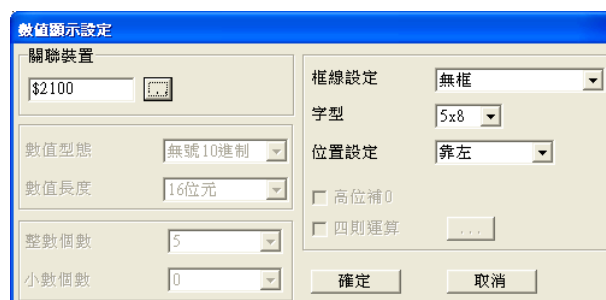 數值顯示設定
關聯裝置
$2100
...
數值型態
無號10進制
數值長度
16位元
整數個數
5
小數個數
0
框線設定
無框
字型
5x8
位置設定
靠左
高位補0
四則運算
...
確定
取消